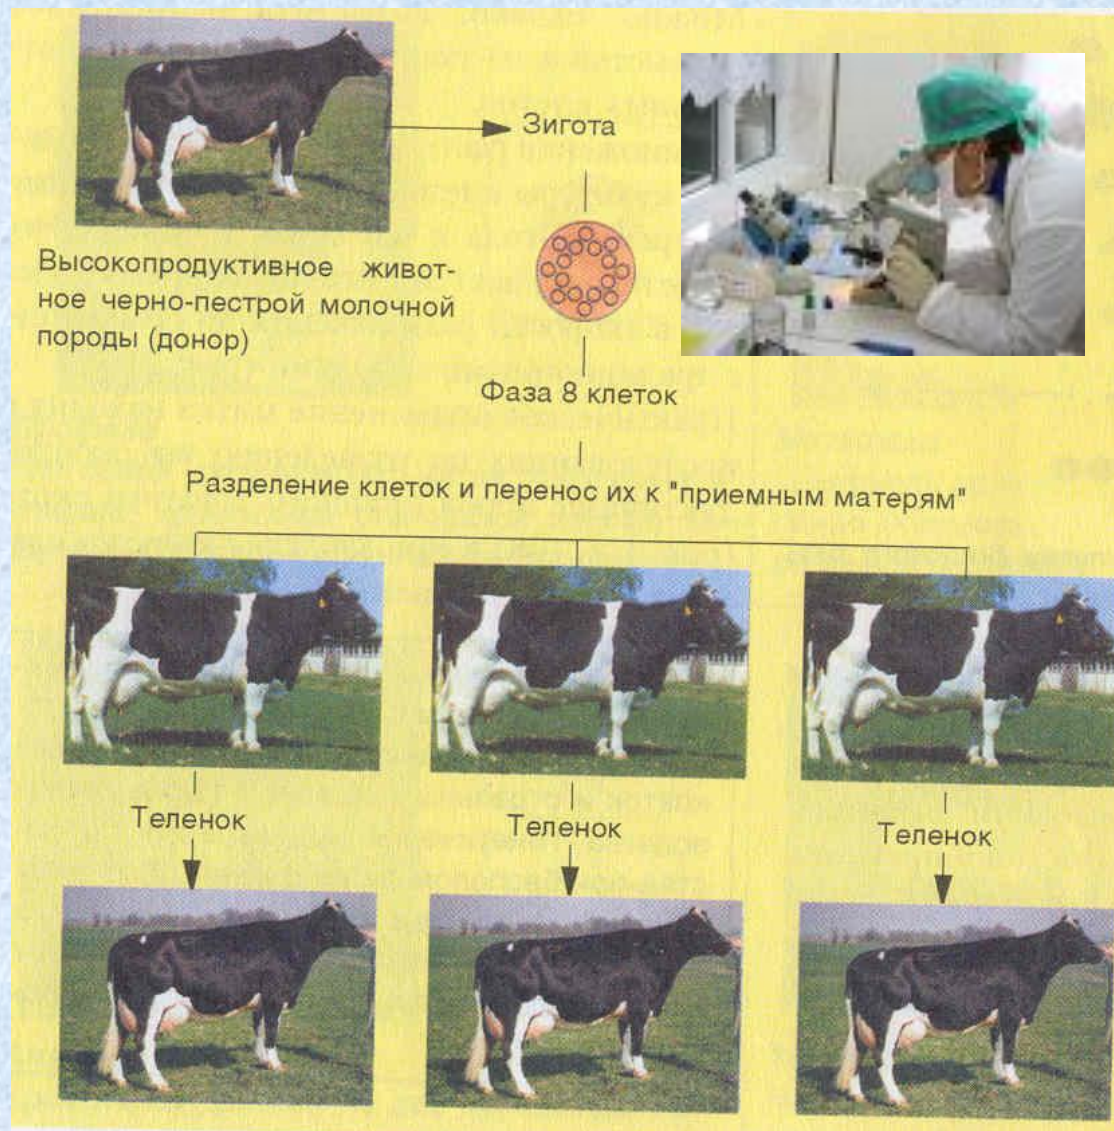 Зигота
Высокопродуктивное живот-
ное черно-пестрой молочной
породы (донор)
Фаза 8 клеток
Разделение клеток и перенос их к "приемным матерям"
Теленок
Теленок
Теленок